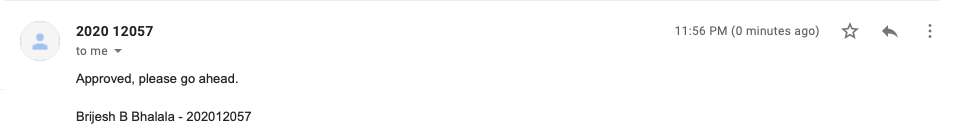 2020 12057 11:56 PM (0 minutes ago)
to me
Approved, please go ahead.
Brijesh B Bhalala - 202012057